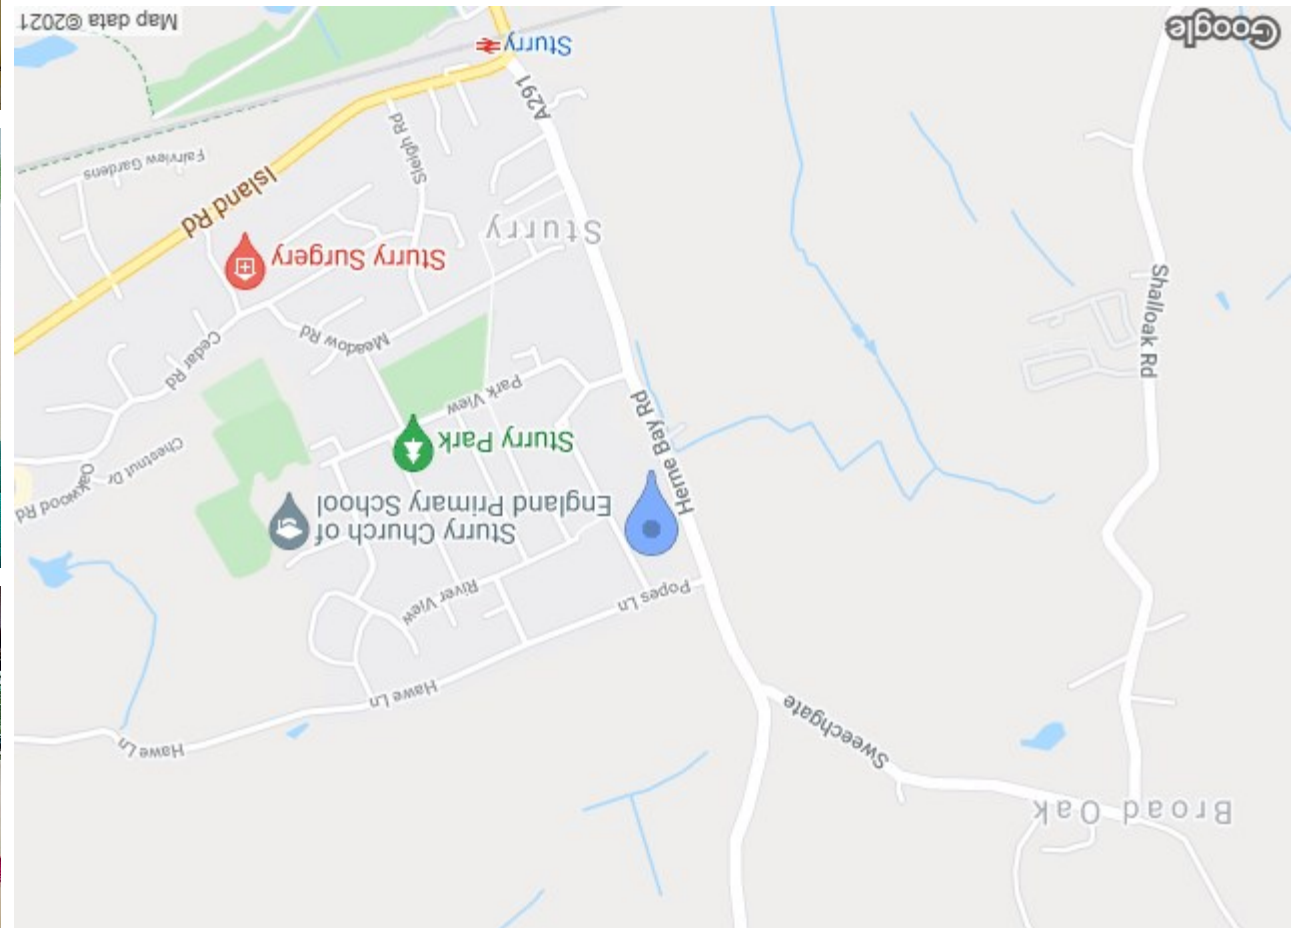 Broad Oak
Sweechgate
Hawe Ln
Hawe Ln
Popes Ln
River View
Sturry Church of
England Primary School
Herne Bay Rd
Oakwood Rd
Chestnut Dr
Sturry Park
Park View
Shalloak Rd
Cedar Rd
Meadow Rd
Sturry Surgery
Sturry
Island Rd
Sleigh Rd
Fairview Gardens
A291
Sturry
Google
Map data ©2021